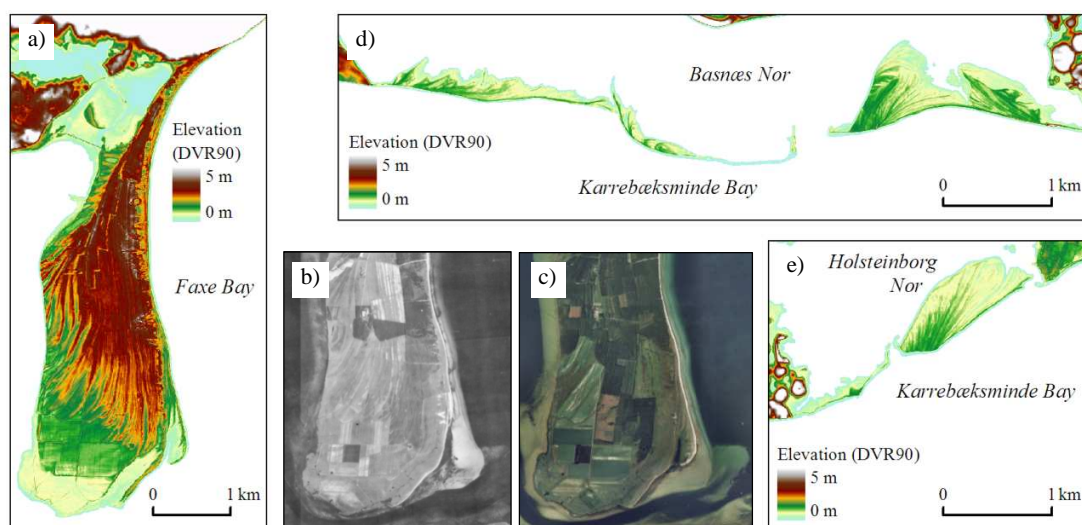 a)
Elevation
(DVR90)
5 m
0 m
Faxe Bay
0
1 km
b)
c)
d)
Basnæs Nor
Elevation (DVR90)
5 m
0 m
Karrebæksminde Bay
0
1 km
e)
Holsteinborg
Nor
Karrebæksminde Bay
Elevation (DVR90)
5 m
0 m
0
1 km